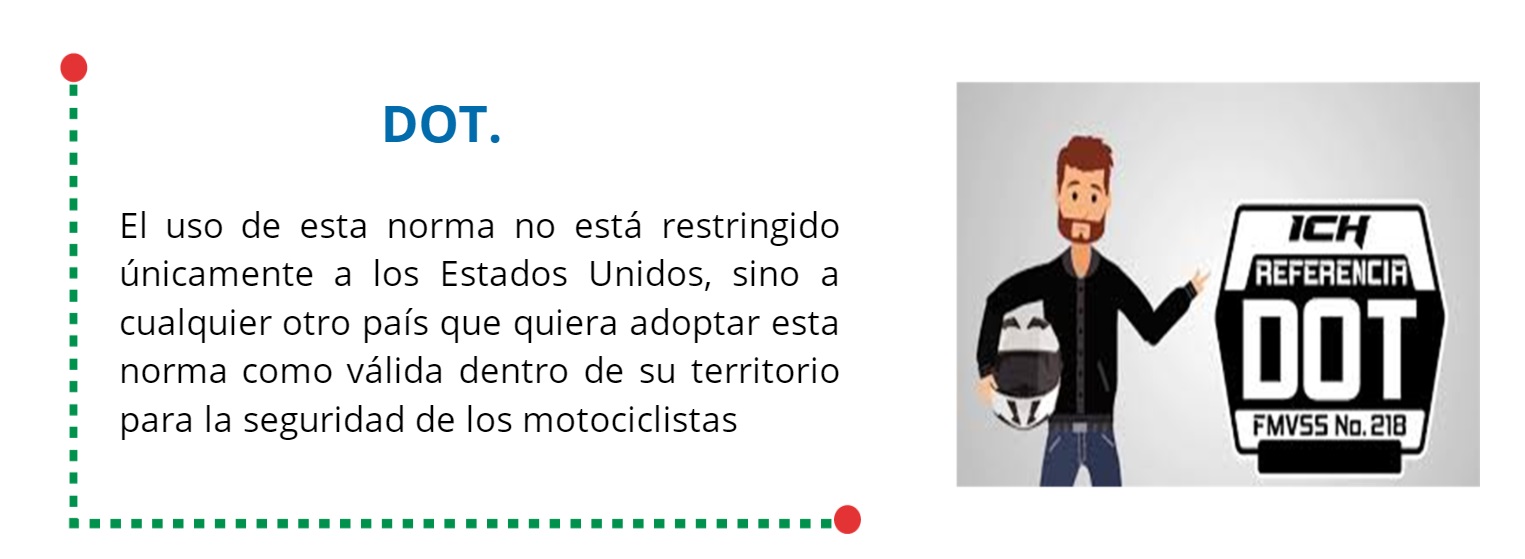 DOT.
El uso de esta norma no está restringido
únicamente a los Estados Unidos, sino a
cualquier otro país que quiera adoptar esta
norma como válida dentro de su territorio
para la seguridad de los motociclistas
ICH
REFERENCIA
DOT
FMVSS No. 218